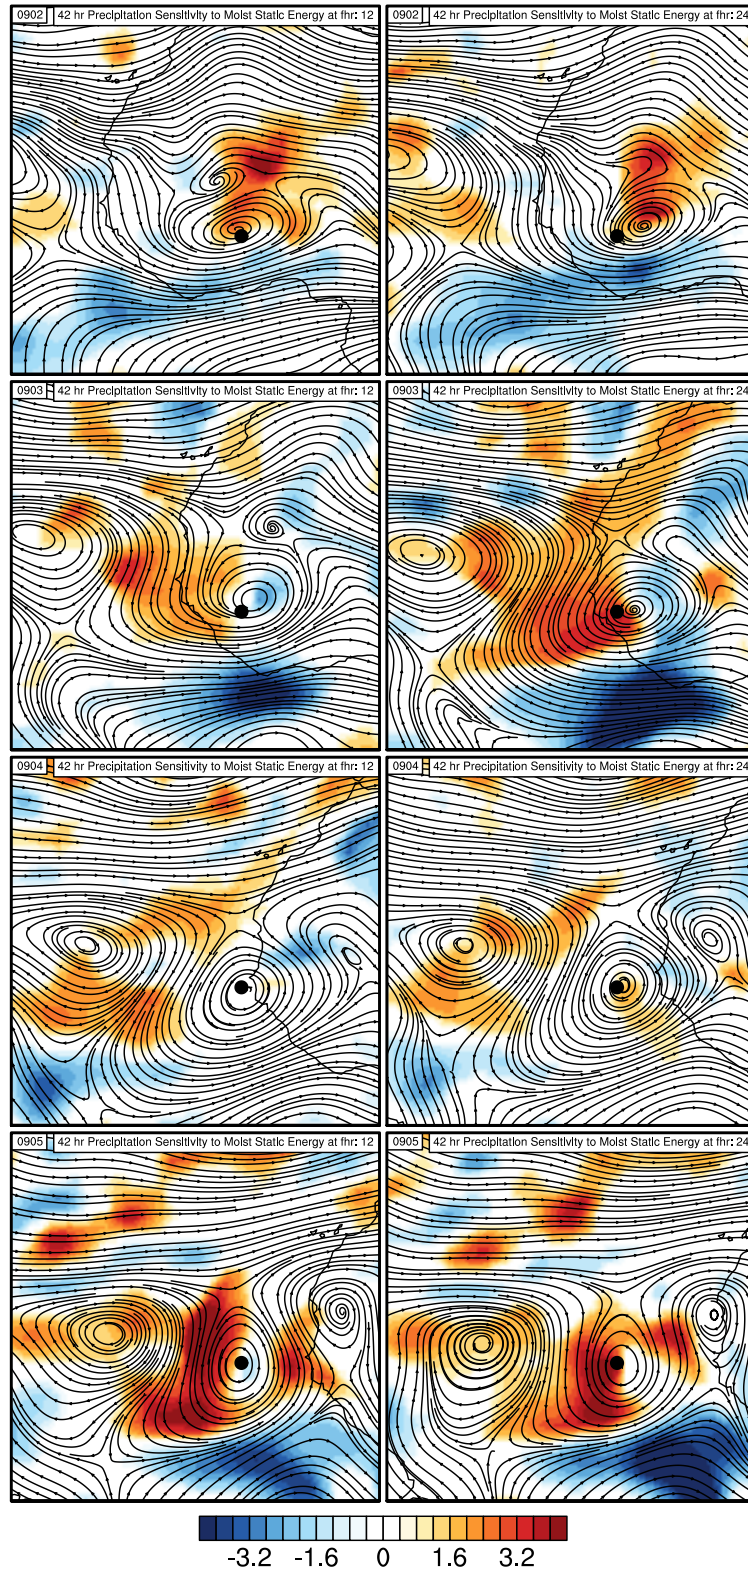 0902 42 hr Precipitation Sensitivity to Moist Static Energy at fhr: 12
0902 42 hr Precipitation Sensitivity to Moist Static Energy at fhr: 24
0903 42 hr Precipitation Sensitivity to Moist Static Energy at fhr: 12
0903 42 hr Precipitation Sensitivity to Moist Static Energy at fhr: 24
0904 42 hr Precipitation Sensitivity to Moist Static Energy at fhr: 12
0904 42 hr Precipitation Sensitivity to Moist Static Energy at fhr: 24
0905 42 hr Precipitation Sensitivity to Moist Static Energy at fhr: 12
0905 42 hr Precipitation Sensitivity to Moist Static Energy at fhr: 24
-3.2 -1.6 0 1.6 3.2